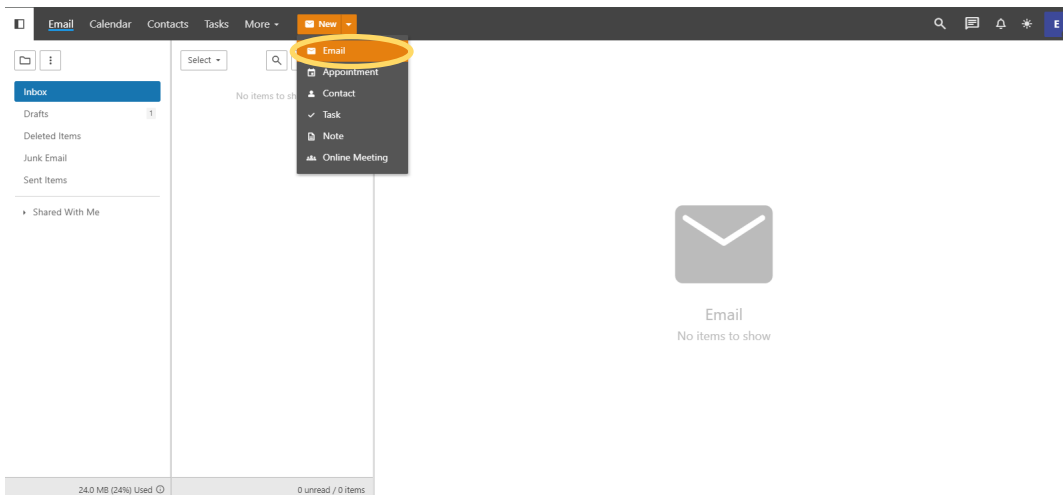 Email Calendar Contacts Tasks More New
E
Select
Email
Appointment
Contact
Task
Note
Online Meeting
Inbox
Drafts 1
Deleted Items
Junk Email
Sent Items
Shared With Me
No items to sh
Email
No items to show
24.0 MB (24%) Used
0 unread / 0 items